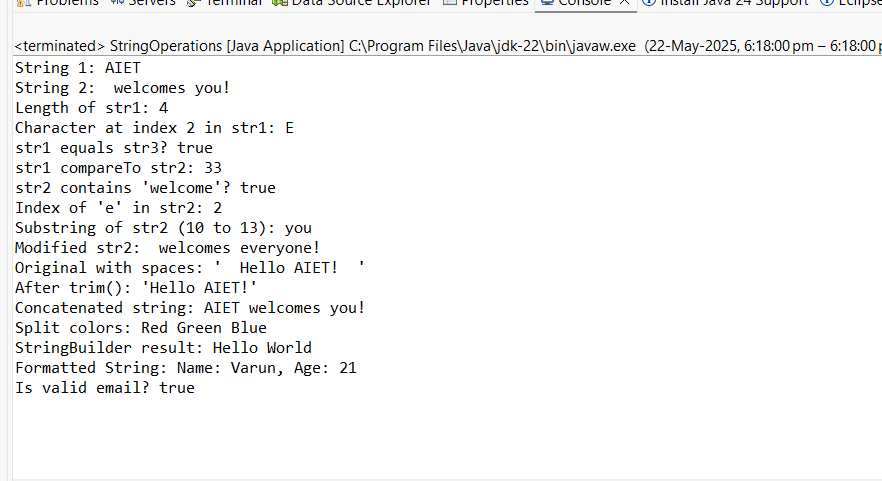 Problems Servers Terminal Data Source Explorer Properties Console Install Java 24 Support Eclipse
<terminated> StringOperations [Java Application] C:\Program Files\Java\jdk-22\bin\javaw.exe (22-May-2025, 6:18:00 pm – 6:18:00
String 1: AIET
String 2:  welcomes you!
Length of str1: 4
Character at index 2 in str1: E
str1 equals str3? true
str1 compareTo str2: 33
str2 contains 'welcome'? true
Index of 'e' in str2: 2
Substring of str2 (10 to 13): you
Modified str2:  welcomes everyone!
Original with spaces: '  Hello AIET!  '
After trim(): 'Hello AIET!'
Concatenated string: AIET welcomes you!
Split colors: Red Green Blue
StringBuilder result: Hello World
Formatted String: Name: Varun, Age: 21
Is valid email? true